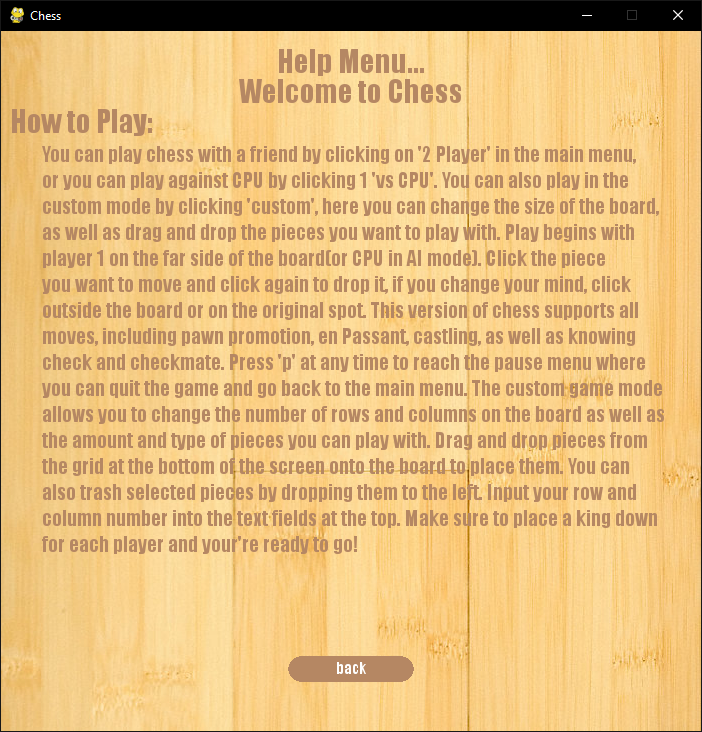 Chess
Help Menu...
Welcome to Chess
How to Play:
You can play chess with a friend by clicking on '2 Player' in the main menu,
or you can play against CPU by clicking 1 'vs CPU'. You can also play in the
custom mode by clicking 'custom', here you can change the size of the board,
as well as drag and drop the pieces you want to play with. Play begins with
player 1 on the far side of the board(or CPU in AI mode). Click the piece
you want to move and click again to drop it, if you change your mind, click
outside the board or on the original spot. This version of chess supports all
moves, including pawn promotion, en Passant, castling, as well as knowing
check and checkmate. Press 'p' at any time to reach the pause menu where
you can quit the game and go back to the main menu. The custom game mode
allows you to change the number of rows and columns on the board as well as
the amount and type of pieces you can play with. Drag and drop pieces from
the grid at the bottom of the screen onto the board to place them. You can
also trash selected pieces by dropping them to the left. Input your row and
column number into the text fields at the top. Make sure to place a king down
for each player and your're ready to go!
back